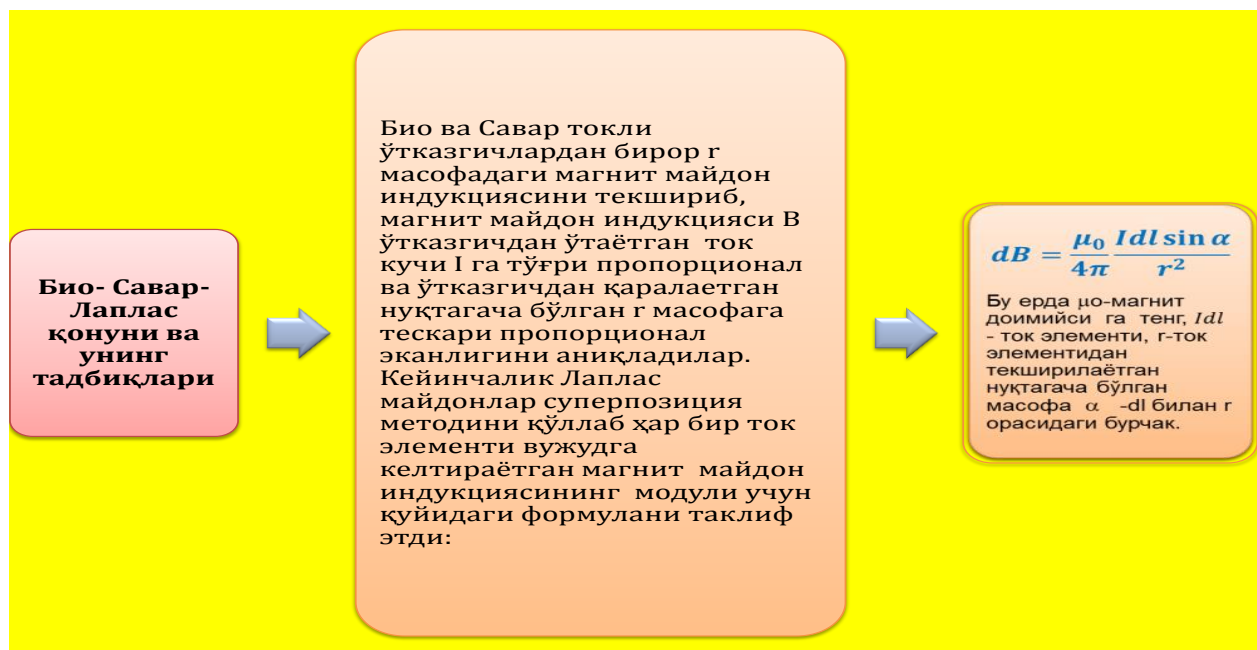 Био- Савар-
Лаплас
қонуни ва
унинг
тадбиқлари
Био ва Савар токли
ўтказгичлардан бирор r
масофадаги магнит майдон
индукциясини текшириб,
магнит майдон индукцияси В
ўтказгичдан ўтаётган ток
кучи I га тўғри пропорционал
ва ўтказгичдан қаралаетган
нуқтагача бўлган r масофага
тескари пропорционал
эканлигини аниқладилар.
Кейинчалик Лаплас
майдонлар суперпозиция
методини қўллаб ҳар бир ток
элементи вужудга
келтираётган магнит майдон
индукциясининг модули учун
қуйидаги формулани таклиф
этди:
dB = μ₀/4π Idl sin α/r²
Бу ерда μо-магнит
доимийси га тенг, Idl
- ток элементи, r-ток
элементидан
текширилаётган
нуқтагача бўлган
масофа α -dl билан r
орасидаги бурчак.